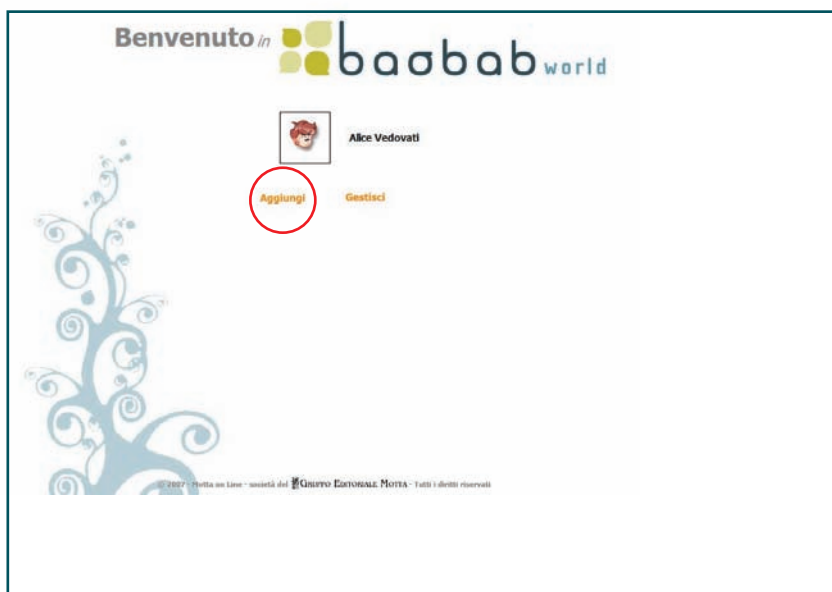 Benvenuto in baobab world
Alice Vedovati
Aggiungi Gestisci
© 2007 - Motta on Line - società del GRUPPO EDITORIALE MOTTA - Tutti i diritti riservati